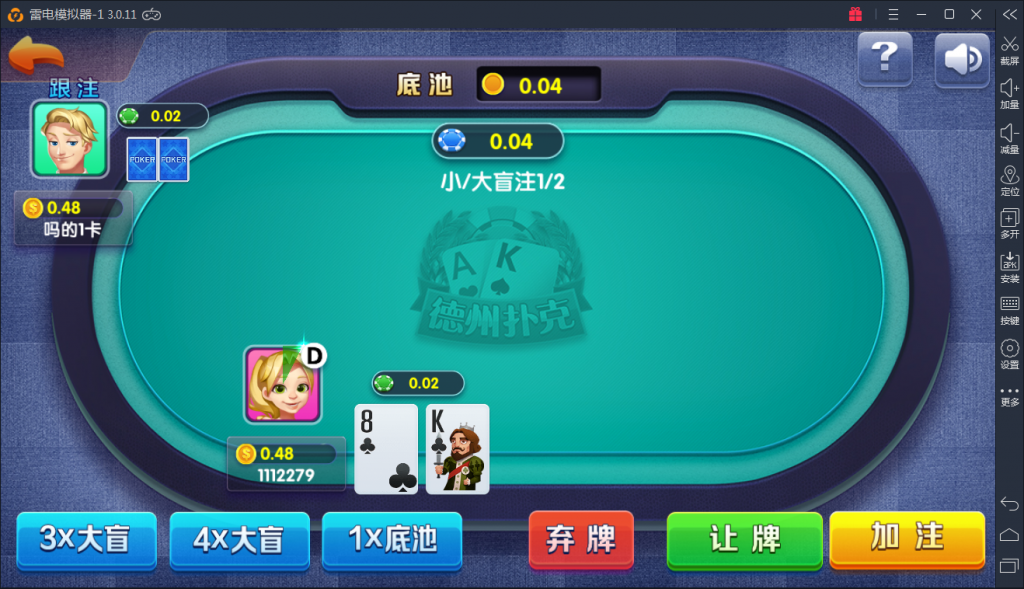 雷电模拟器-1 3.0.11
跟注
0.02
POKER POKER
0.48
吗的1卡
底池 0.04
0.04
小/大盲注1/2
?
A K
德州扑克
D
0.02
0.48
1112279
8 K
3X大盲 4X大盲 1X底池 弃牌 让牌 加注
截屏
加量
减量
定位
多开
APK
安装
按键
设置
更多